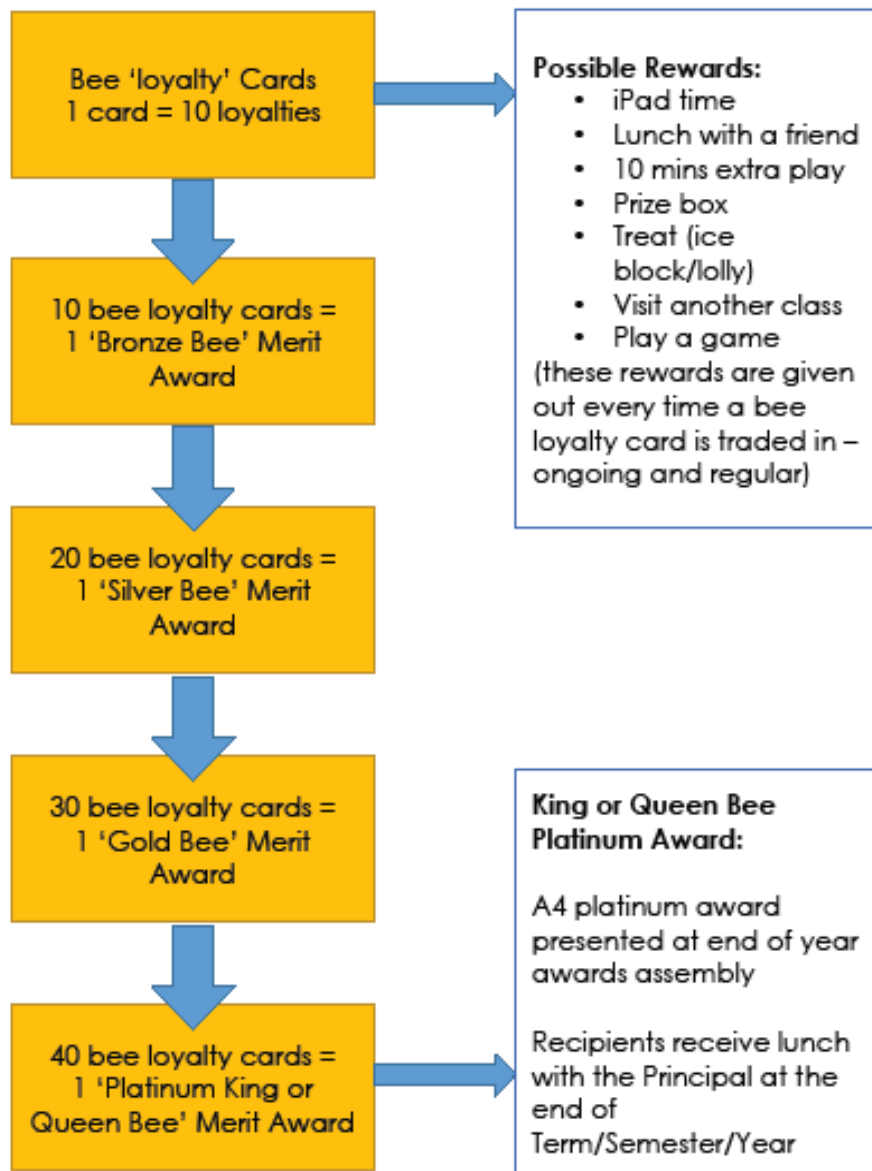 Bee ‘loyalty’ Cards
1 card = 10 loyalties
Possible Rewards:
• iPad time
• Lunch with a friend
• 10 mins extra play
• Prize box
• Treat (ice
block/lolly)
• Visit another class
• Play a game
(these rewards are given
out every time a bee
loyalty card is traded in –
ongoing and regular)
10 bee loyalty cards =
1 ‘Bronze Bee’ Merit
Award
20 bee loyalty cards =
1 ‘Silver Bee’ Merit
Award
30 bee loyalty cards =
1 ‘Gold Bee’ Merit
Award
40 bee loyalty cards =
1 ‘Platinum King or
Queen Bee’ Merit Award
King or Queen Bee
Platinum Award:
A4 platinum award
presented at end of year
awards assembly
Recipients receive lunch
with the Principal at the
end of
Term/Semester/Year